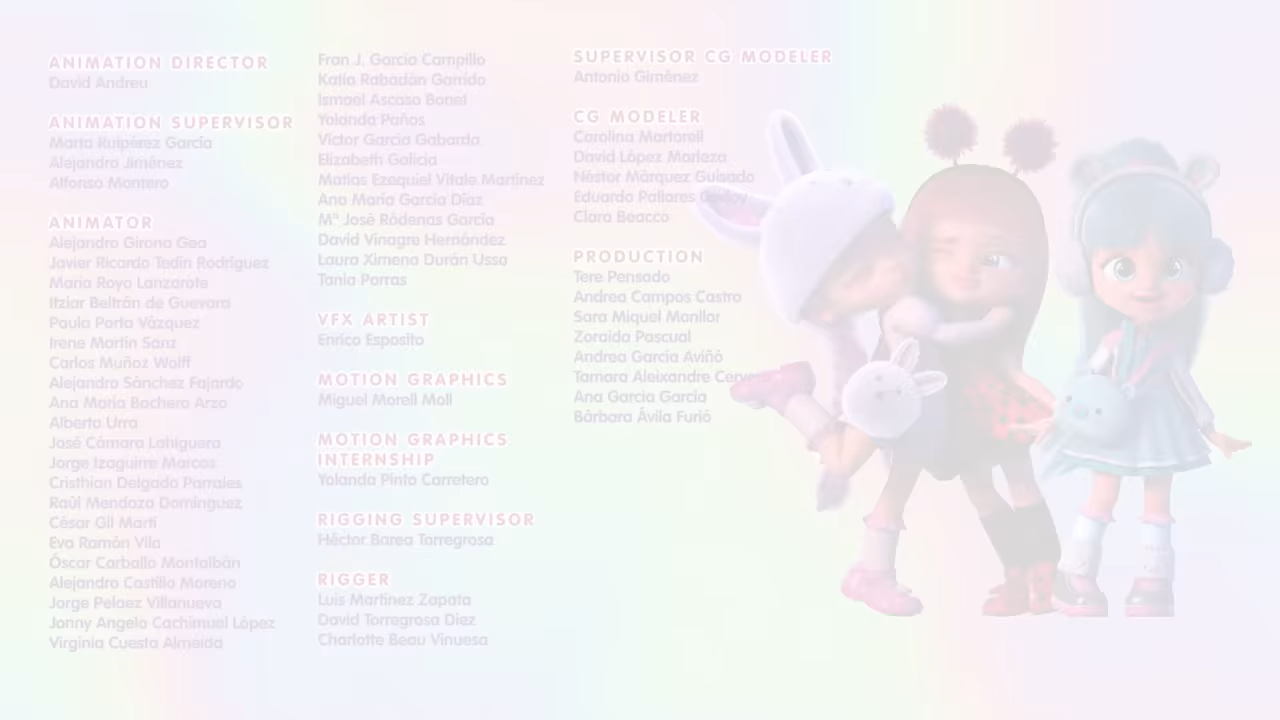 ANIMATION DIRECTOR
David Andreu
ANIMATION SUPERVISOR
Marta Ruipérez García
Alejandro Jiménez
Alfonso Montero
ANIMATOR
Alejandro Girona Gea
Javier Ricardo Tedin Rodriguez
María Royo Lanzarote
Itziar Beltrán de Guevara
Paula Porta Vázquez
Irene Martín Sanz
Carlos Muñoz Wolff
Alejandro Sánchez Fajardo
Ana María Bochero Arzo
Alberto Urra
José Cámara Lahiguera
Jorge Izaguirre Marcos
Cristhian Delgado Parrales
Raúl Mendoza Domínguez
César Gil Martí
Eva Ramón Vila
Óscar Carballo Montalbán
Alejandro Castillo Moreno
Jorge Pelaez Villanueva
Jonny Angelo Cachimuel López
Virginia Cuesta Almeida
Fran J. García Campillo
Katia Rabadán Garrido
Ismael Ascaso Bonel
Yolanda Paños
Víctor García Gabarda
Elizabeth Galicia
Matías Ezequiel Vitale Martínez
Ana María García Díaz
Mª José Ródenas García
David Vinagre Hernández
Laura Ximena Durán Ussa
Tania Porras
VFX ARTIST
Enrico Esposito
MOTION GRAPHICS
Miguel Morell Moll
MOTION GRAPHICS
INTERNSHIP
Yolanda Pinto Carretero
RIGGING SUPERVISOR
Héctor Barea Torregrosa
RIGGER
Luis Martínez Zapata
David Torregrosa Diez
Charlotte Beau Vinuesa
SUPERVISOR CG MODELER
Antonio Giménez
CG MODELER
Carolina Martorell
David López Marleza
Néstor Márquez Guisado
Eduardo Pallares Godoy
Clara Beacco
PRODUCTION
Tere Pensado
Andrea Campos Castro
Sara Miquel Monllor
Zoraida Pascual
Andrea García Aviñó
Tamara Aleixandre
Ana García García
Bárbara Ávila Furió